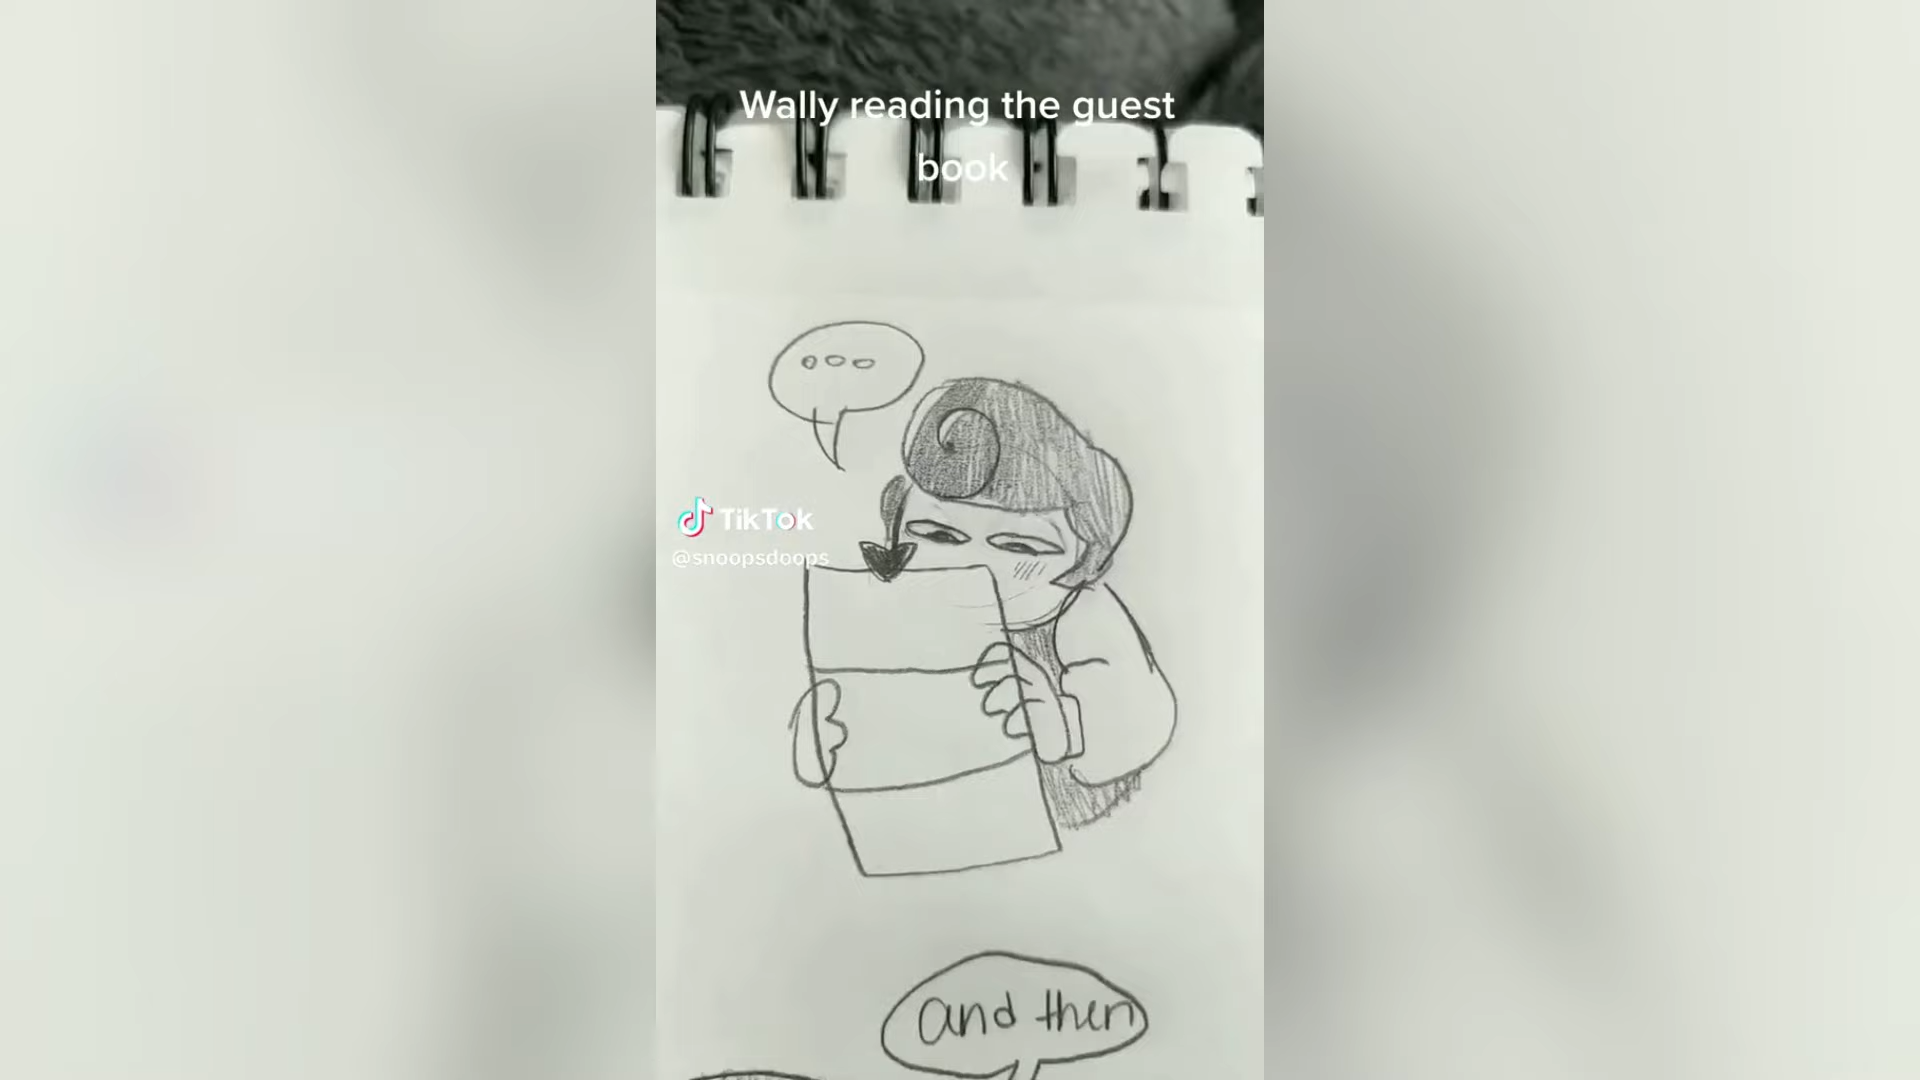 Wally reading the guest
book
...
TikTok
@snoopsdoops
and then